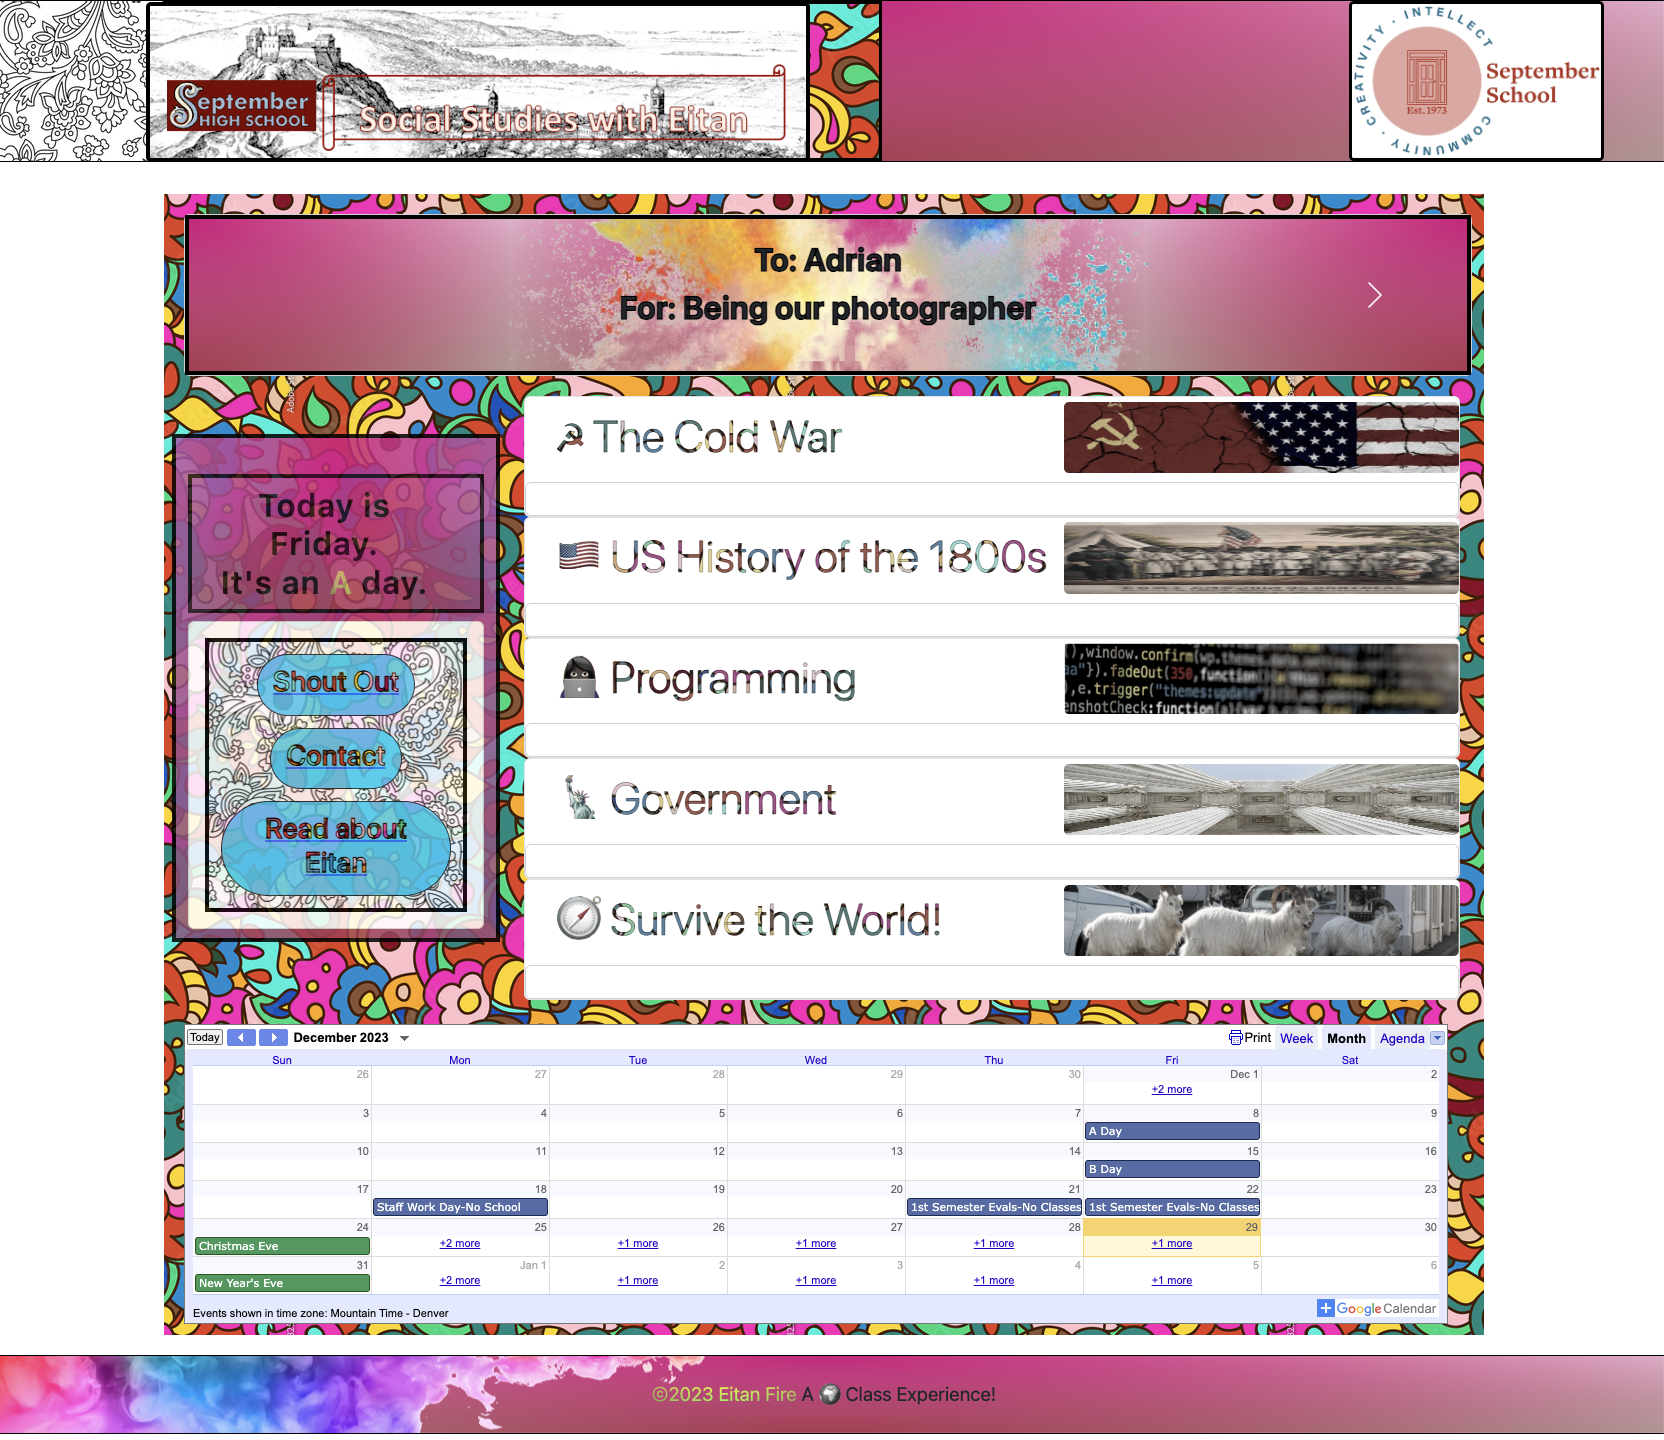 September
HIGH SCHOOL
Social Studies with Eitan
CREATIVITY · INTELLECT · COMMUNITY ·
Est. 1973
September
School
To: Adrian
For: Being our photographer
Today is
Friday.
It's an A day.
Shout Out
Contact
Read about
Eitan
The Cold War
US History of the 1800s
Programming
),window.confirm(wp.
"}).fadeOut(350,function
),e.trigger("themes:update
enshotCheck:function(
Government
Survive the World!
Today December 2023 Print Week Month Agenda
Sun Mon Tue Wed Thu Fri Sat
26 27 28 29 30 Dec 1 2
+2 more
3 4 5 6 7 8 9
A Day
10 11 12 13 14 15 16
B Day
17 18 19 20 21 22 23
Staff Work Day-No School 1st Semester Evals-No Classes 1st Semester Evals-No Classes
24 25 26 27 28 29 30
Christmas Eve +2 more +1 more +1 more +1 more +1 more
31 Jan 1 2 3 4 5 6
New Year's Eve +2 more +1 more +1 more +1 more +1 more
Events shown in time zone: Mountain Time - Denver
Google Calendar
©2023 Eitan Fire A Class Experience!